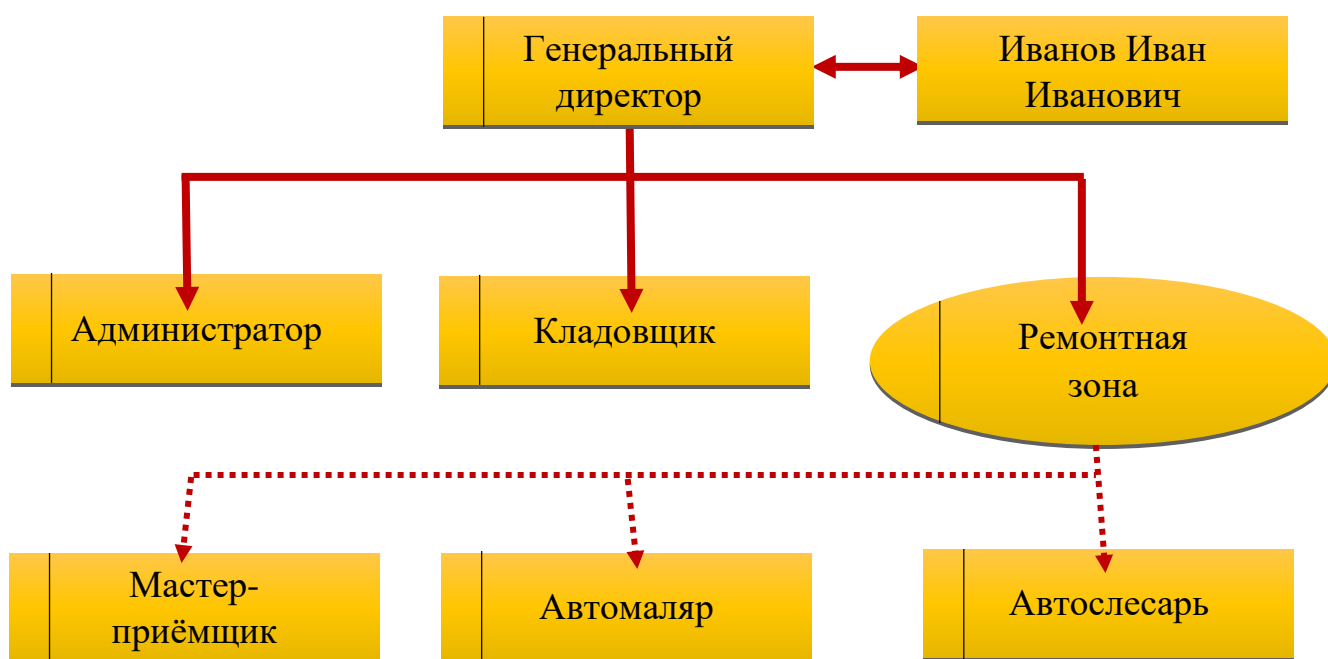 Генеральный
директор
Иванов Иван
Иванович
Администратор
Кладовщик
Ремонтная
зона
Мастер-
приёмщик
Автомаляр
Автослесарь